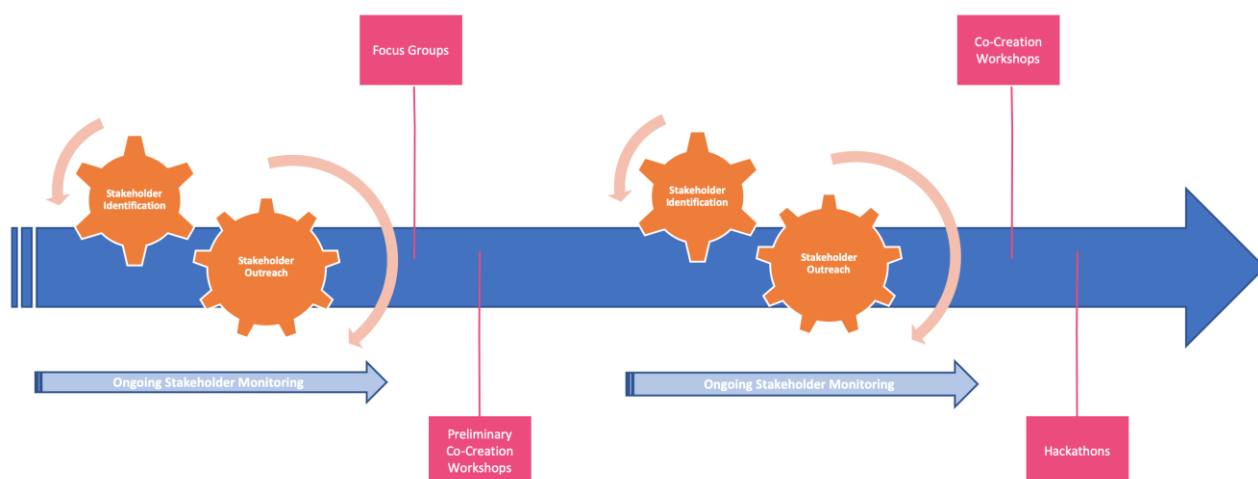 Focus Groups
Co-Creation
Workshops
Stakeholder
Identification
Stakeholder
Outreach
Stakeholder
Identification
Stakeholder
Outreach
Ongoing Stakeholder Monitoring
Ongoing Stakeholder Monitoring
Preliminary
Co-Creation
Workshops
Hackathons